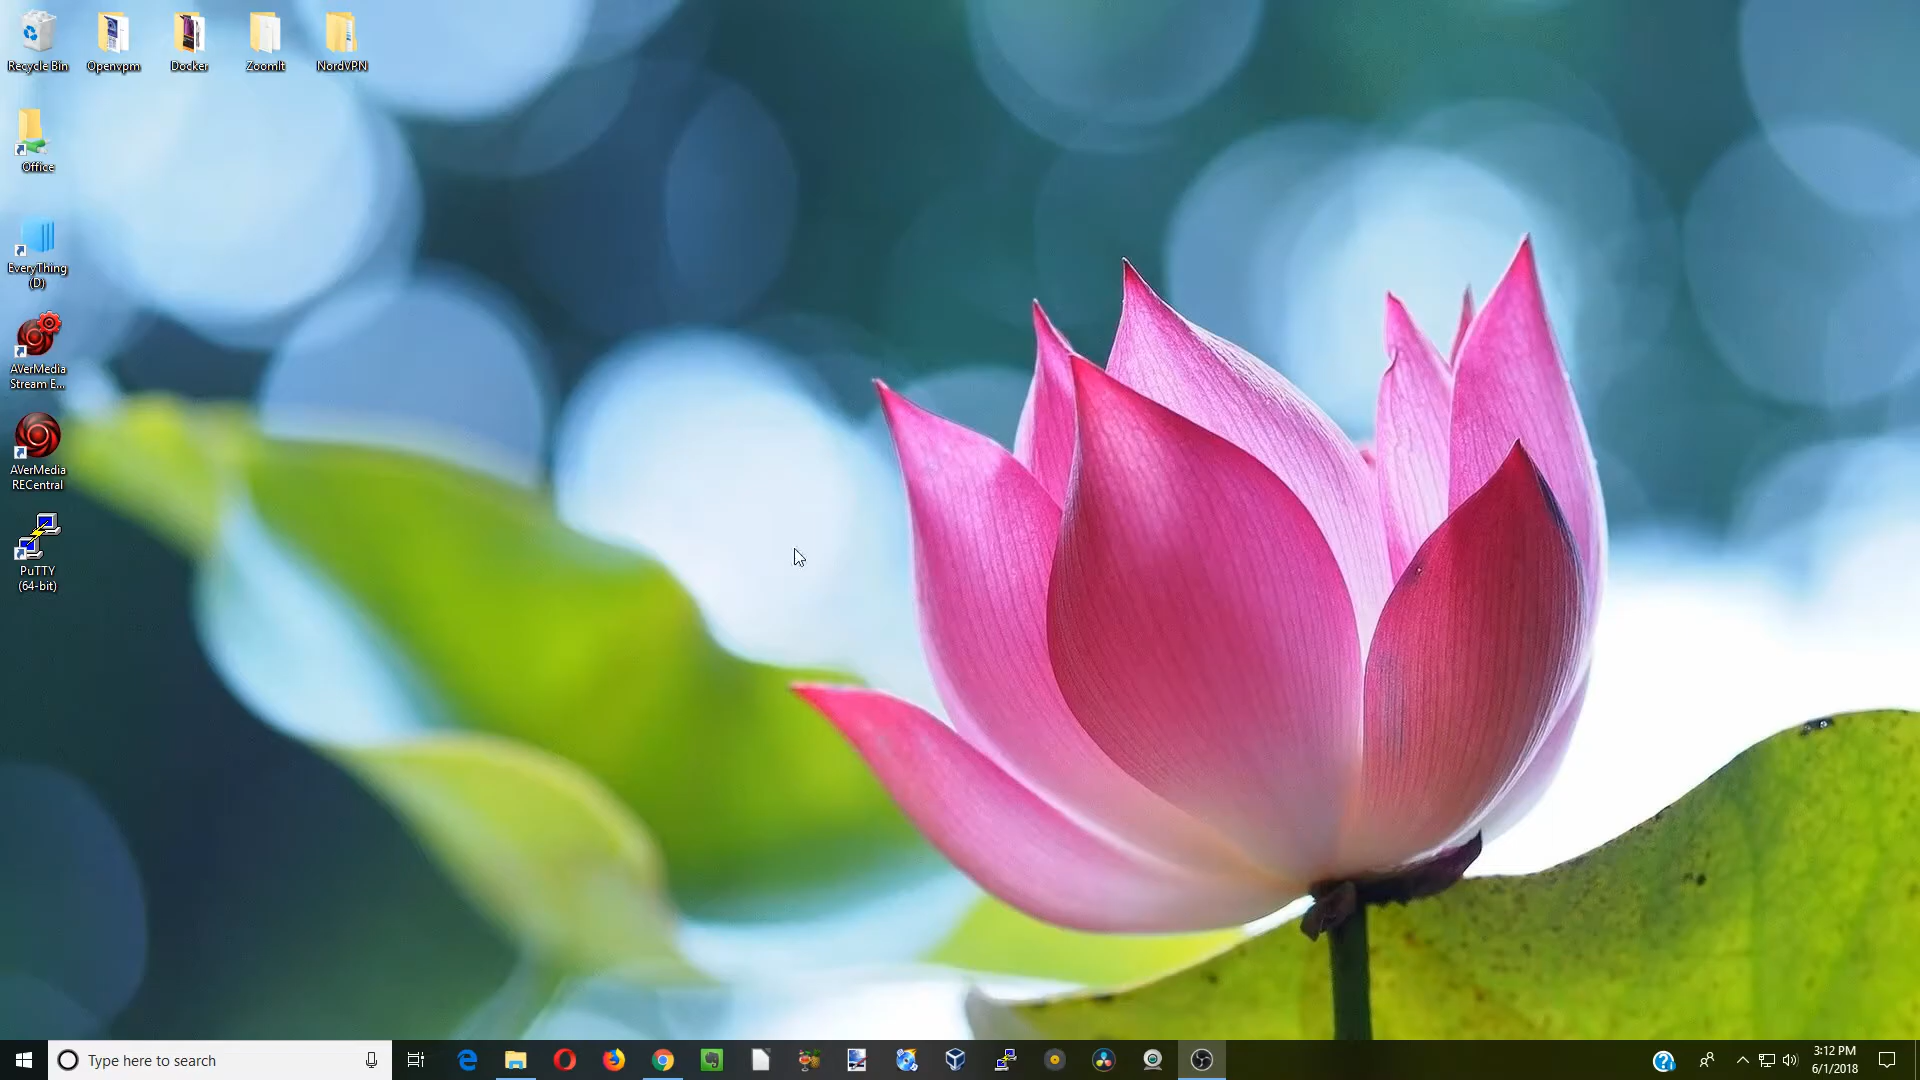 Recycle Bin
Openvpm
Docker
ZoomIt
NordVPN
Office
EveryThing
(D)
AVerMedia
Stream E...
AVerMedia
RECentral
PuTTY
(64-bit)
Type here to search
3:12 PM
6/1/2018